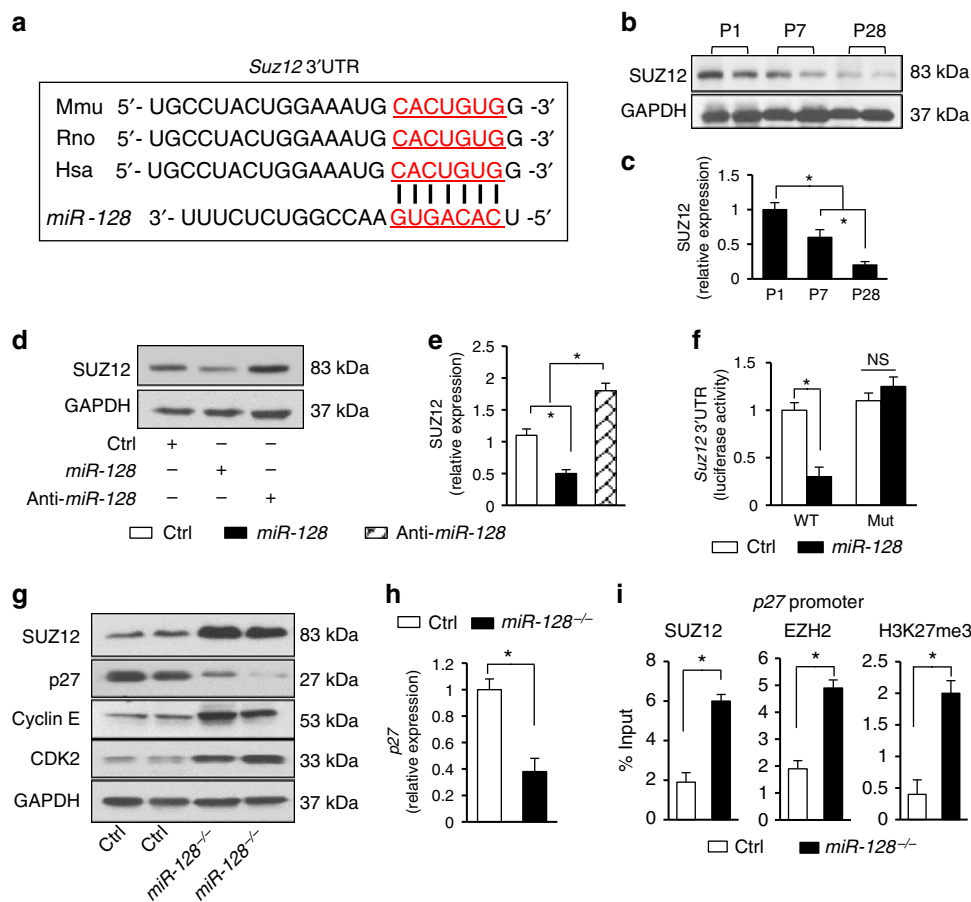 a
Suz12 3′UTR
Mmu 5′- UGCCUACUGGAAAUG CACUGUGG -3′
Rno 5′- UGCCUACUGGAAAUG CACUGUGG -3′
Hsa 5′- UGCCUACUGGAAAUG CACUGUGG -3′
miR-128 3′- UUUCUCUGGCCAA GUGACACU -5′
b
P1 P7 P28
SUZ12 83 kDa
GAPDH 37 kDa
c
SUZ12
(relative expression)
1.5
1
0.5
0
* *
P1 P7 P28
d
SUZ12 83 kDa
GAPDH 37 kDa
Ctrl + – –
miR-128 – + –
Anti-miR-128 – – +
e
SUZ12
(relative expression)
2.5
2
1.5
1
0.5
0
* *
Ctrl miR-128 Anti-miR-128
f
Suz12 3′UTR
(luciferase activity)
1.5
1
0.5
0
* NS
WT Mut
Ctrl miR-128
g
SUZ12 83 kDa
p27 27 kDa
Cyclin E 53 kDa
CDK2 33 kDa
GAPDH 37 kDa
Ctrl Ctrl miR-128–/– miR-128–/–
h
Ctrl miR-128–/–
p27
(relative expression)
1.2
1
0.8
0.6
0.4
0.2
0
*
i
p27 promoter
SUZ12 EZH2 H3K27me3
% Input
8
6
4
2
0
*
6
5
4
3
2
1
0
*
2.5
2
1.5
1
0.5
0
*
Ctrl miR-128–/–